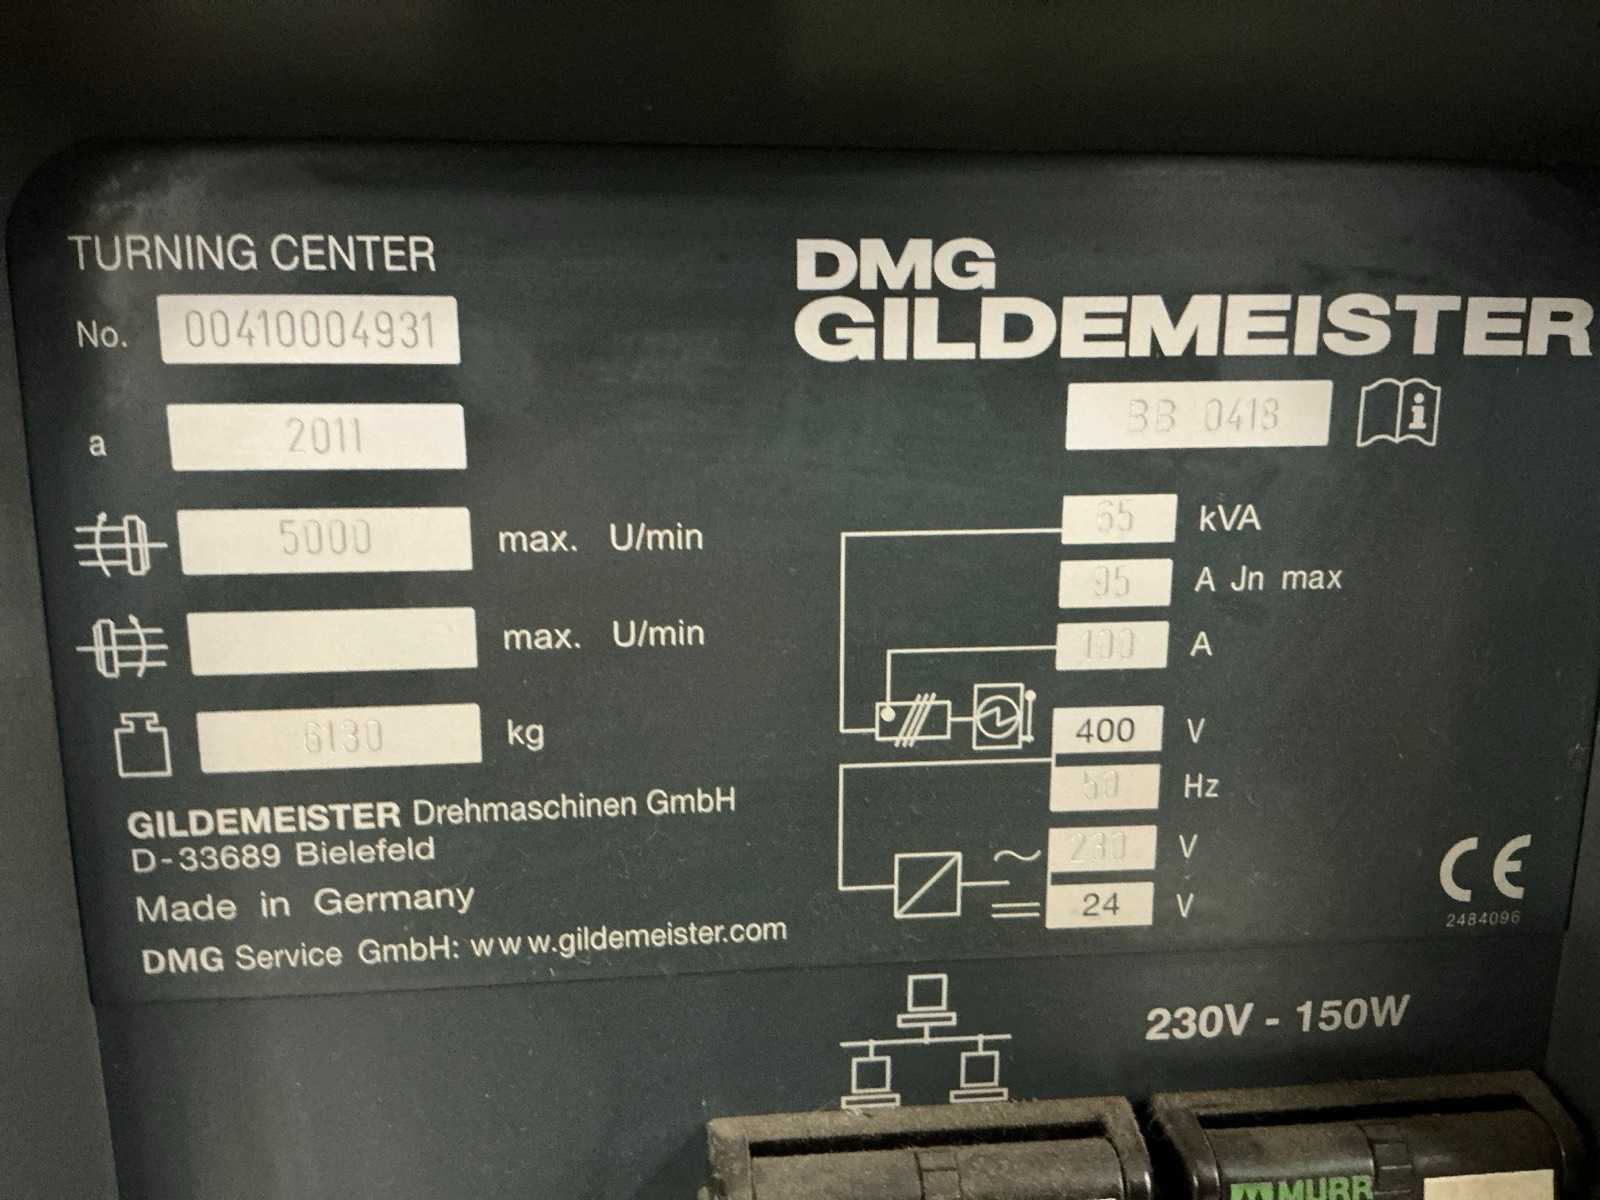 TURNING CENTER
No. 00410004931
a 2011
5000 max. U/min
max. U/min
6130 kg
GILDEMEISTER Drehmaschinen GmbH
D-33689 Bielefeld
Made in Germany
DMG Service GmbH: www.gildemeister.com
DMG
GILDEMEISTER
BB 0418 i
65 kVA
95 A Jn max
100 A
400 V
50 Hz
230 V
24 V
CE
2484096
230V - 150W
MURR